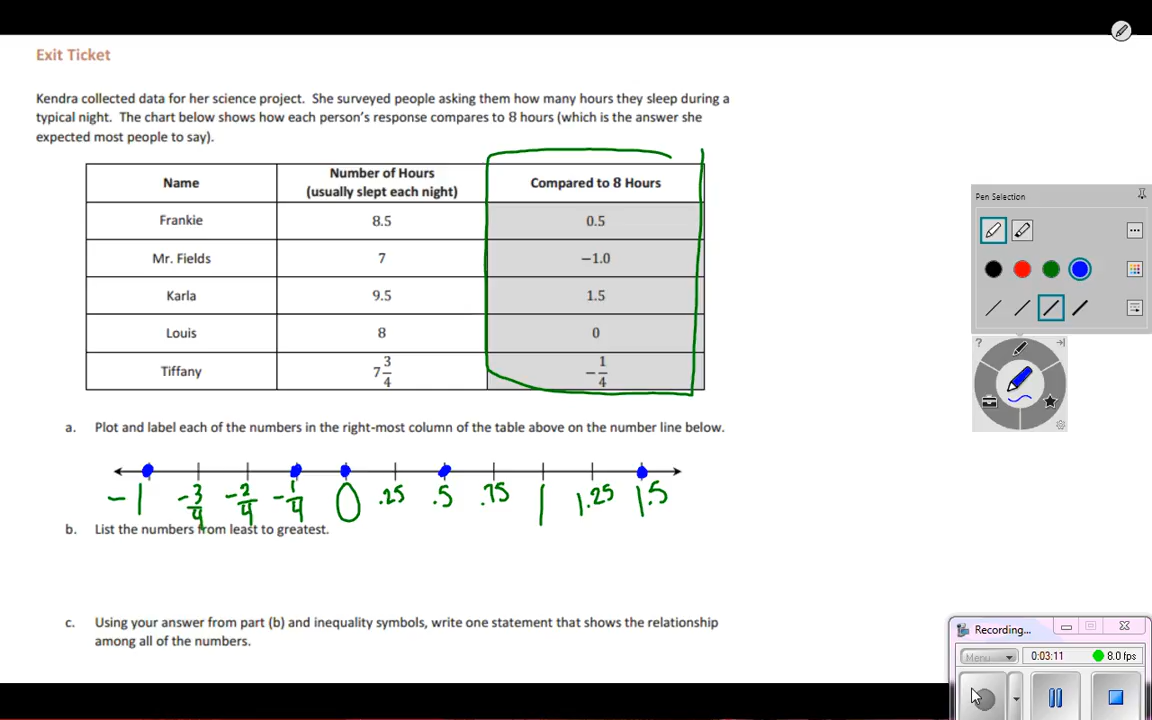 Exit Ticket
Kendra collected data for her science project. She surveyed people asking them how many hours they sleep during a
typical night. The chart below shows how each person's response compares to 8 hours (which is the answer she
expected most people to say).
Name
Number of Hours
(usually slept each night)
Compared to 8 Hours
Frankie 8.5 0.5
Mr. Fields 7 −1.0
Karla 9.5 1.5
Louis 8 0
Tiffany 7 3/4 −1/4
a. Plot and label each of the numbers in the right-most column of the table above on the number line below.
-1 -3/4 -2/4 -1/4 0 .25 .5 .75 1 1.25 1.5
b. List the numbers from least to greatest.
c. Using your answer from part (b) and inequality symbols, write one statement that shows the relationship
among all of the numbers.
Pen Selection
?
Recording...
Menu 0:03:11 8.0 fps